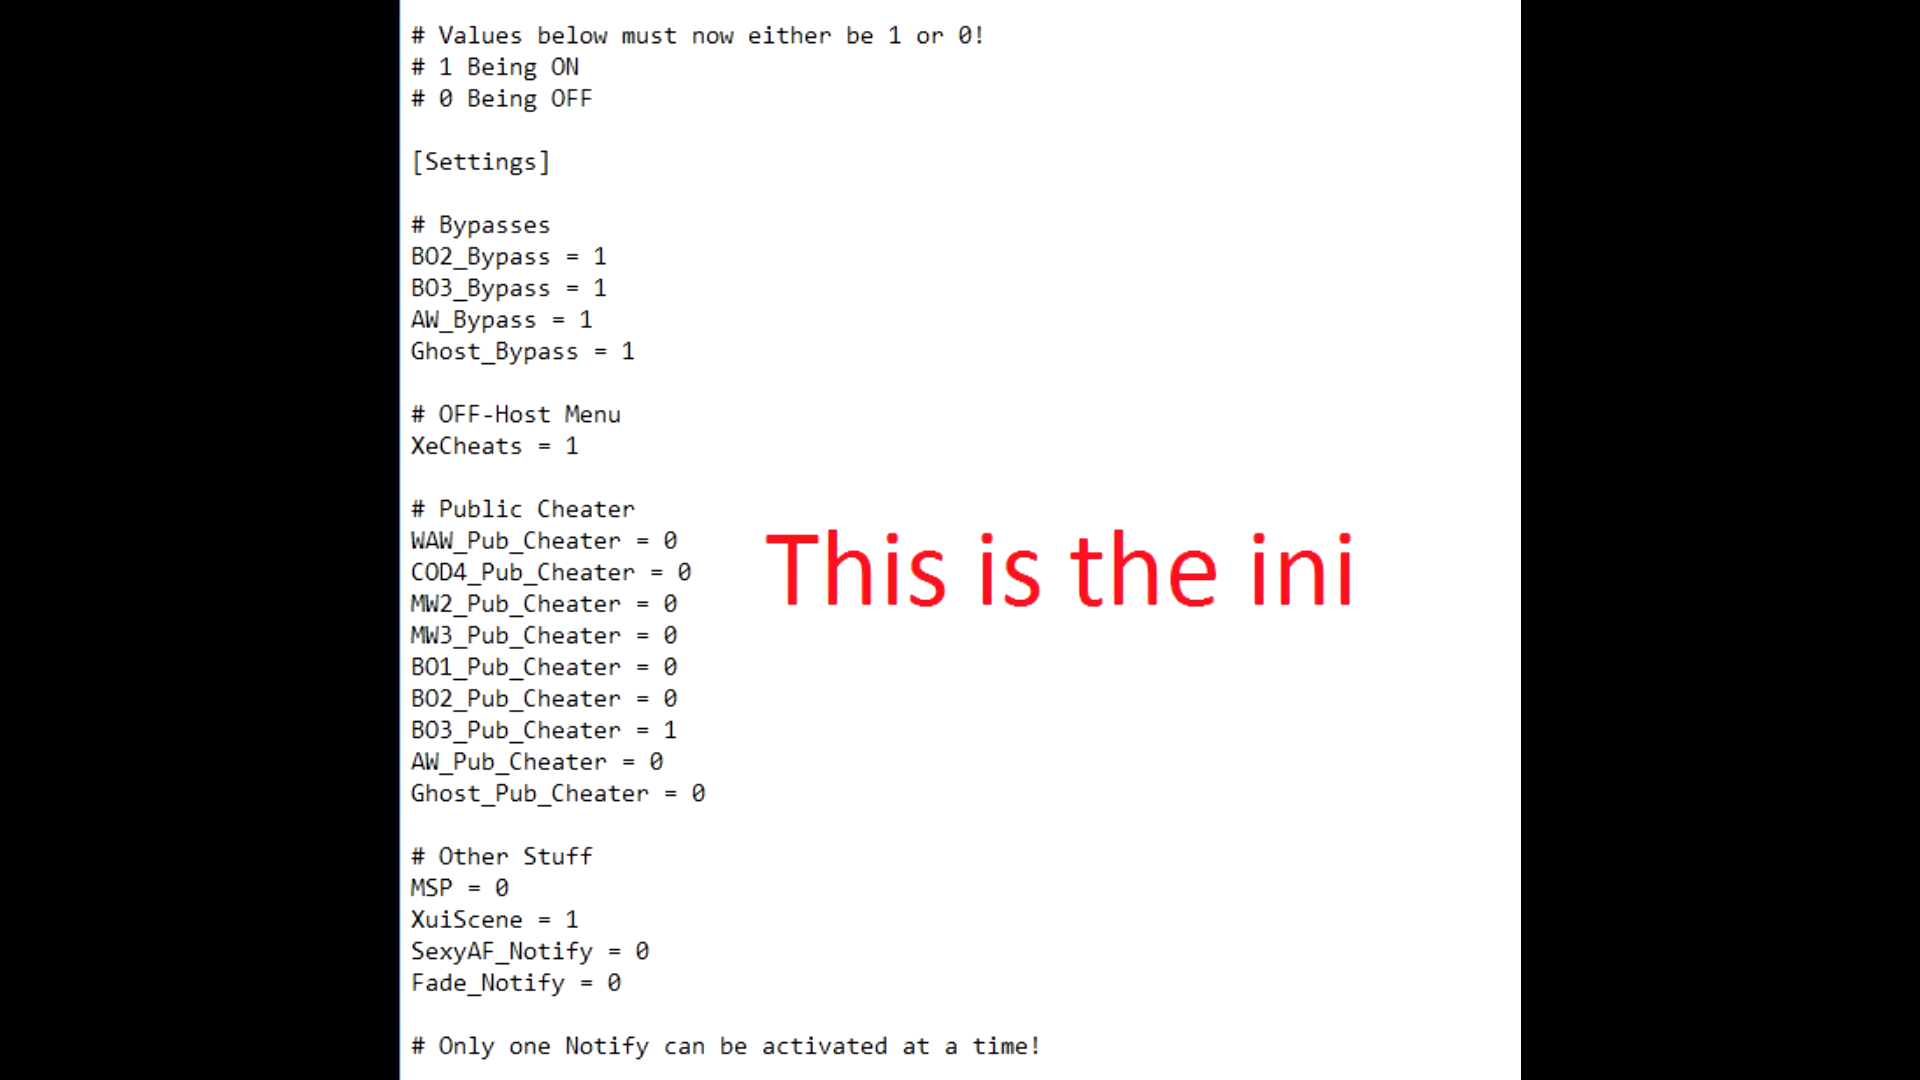 # Values below must now either be 1 or 0!
# 1 Being ON
# 0 Being OFF
[Settings]
# Bypasses
BO2_Bypass = 1
BO3_Bypass = 1
AW_Bypass = 1
Ghost_Bypass = 1
# OFF-Host Menu
XeCheats = 1
# Public Cheater
WAW_Pub_Cheater = 0
COD4_Pub_Cheater = 0
MW2_Pub_Cheater = 0
MW3_Pub_Cheater = 0
BO1_Pub_Cheater = 0
BO2_Pub_Cheater = 0
BO3_Pub_Cheater = 1
AW_Pub_Cheater = 0
Ghost_Pub_Cheater = 0
# Other Stuff
MSP = 0
XuiScene = 1
SexyAF_Notify = 0
Fade_Notify = 0
# Only one Notify can be activated at a time!
This is the ini